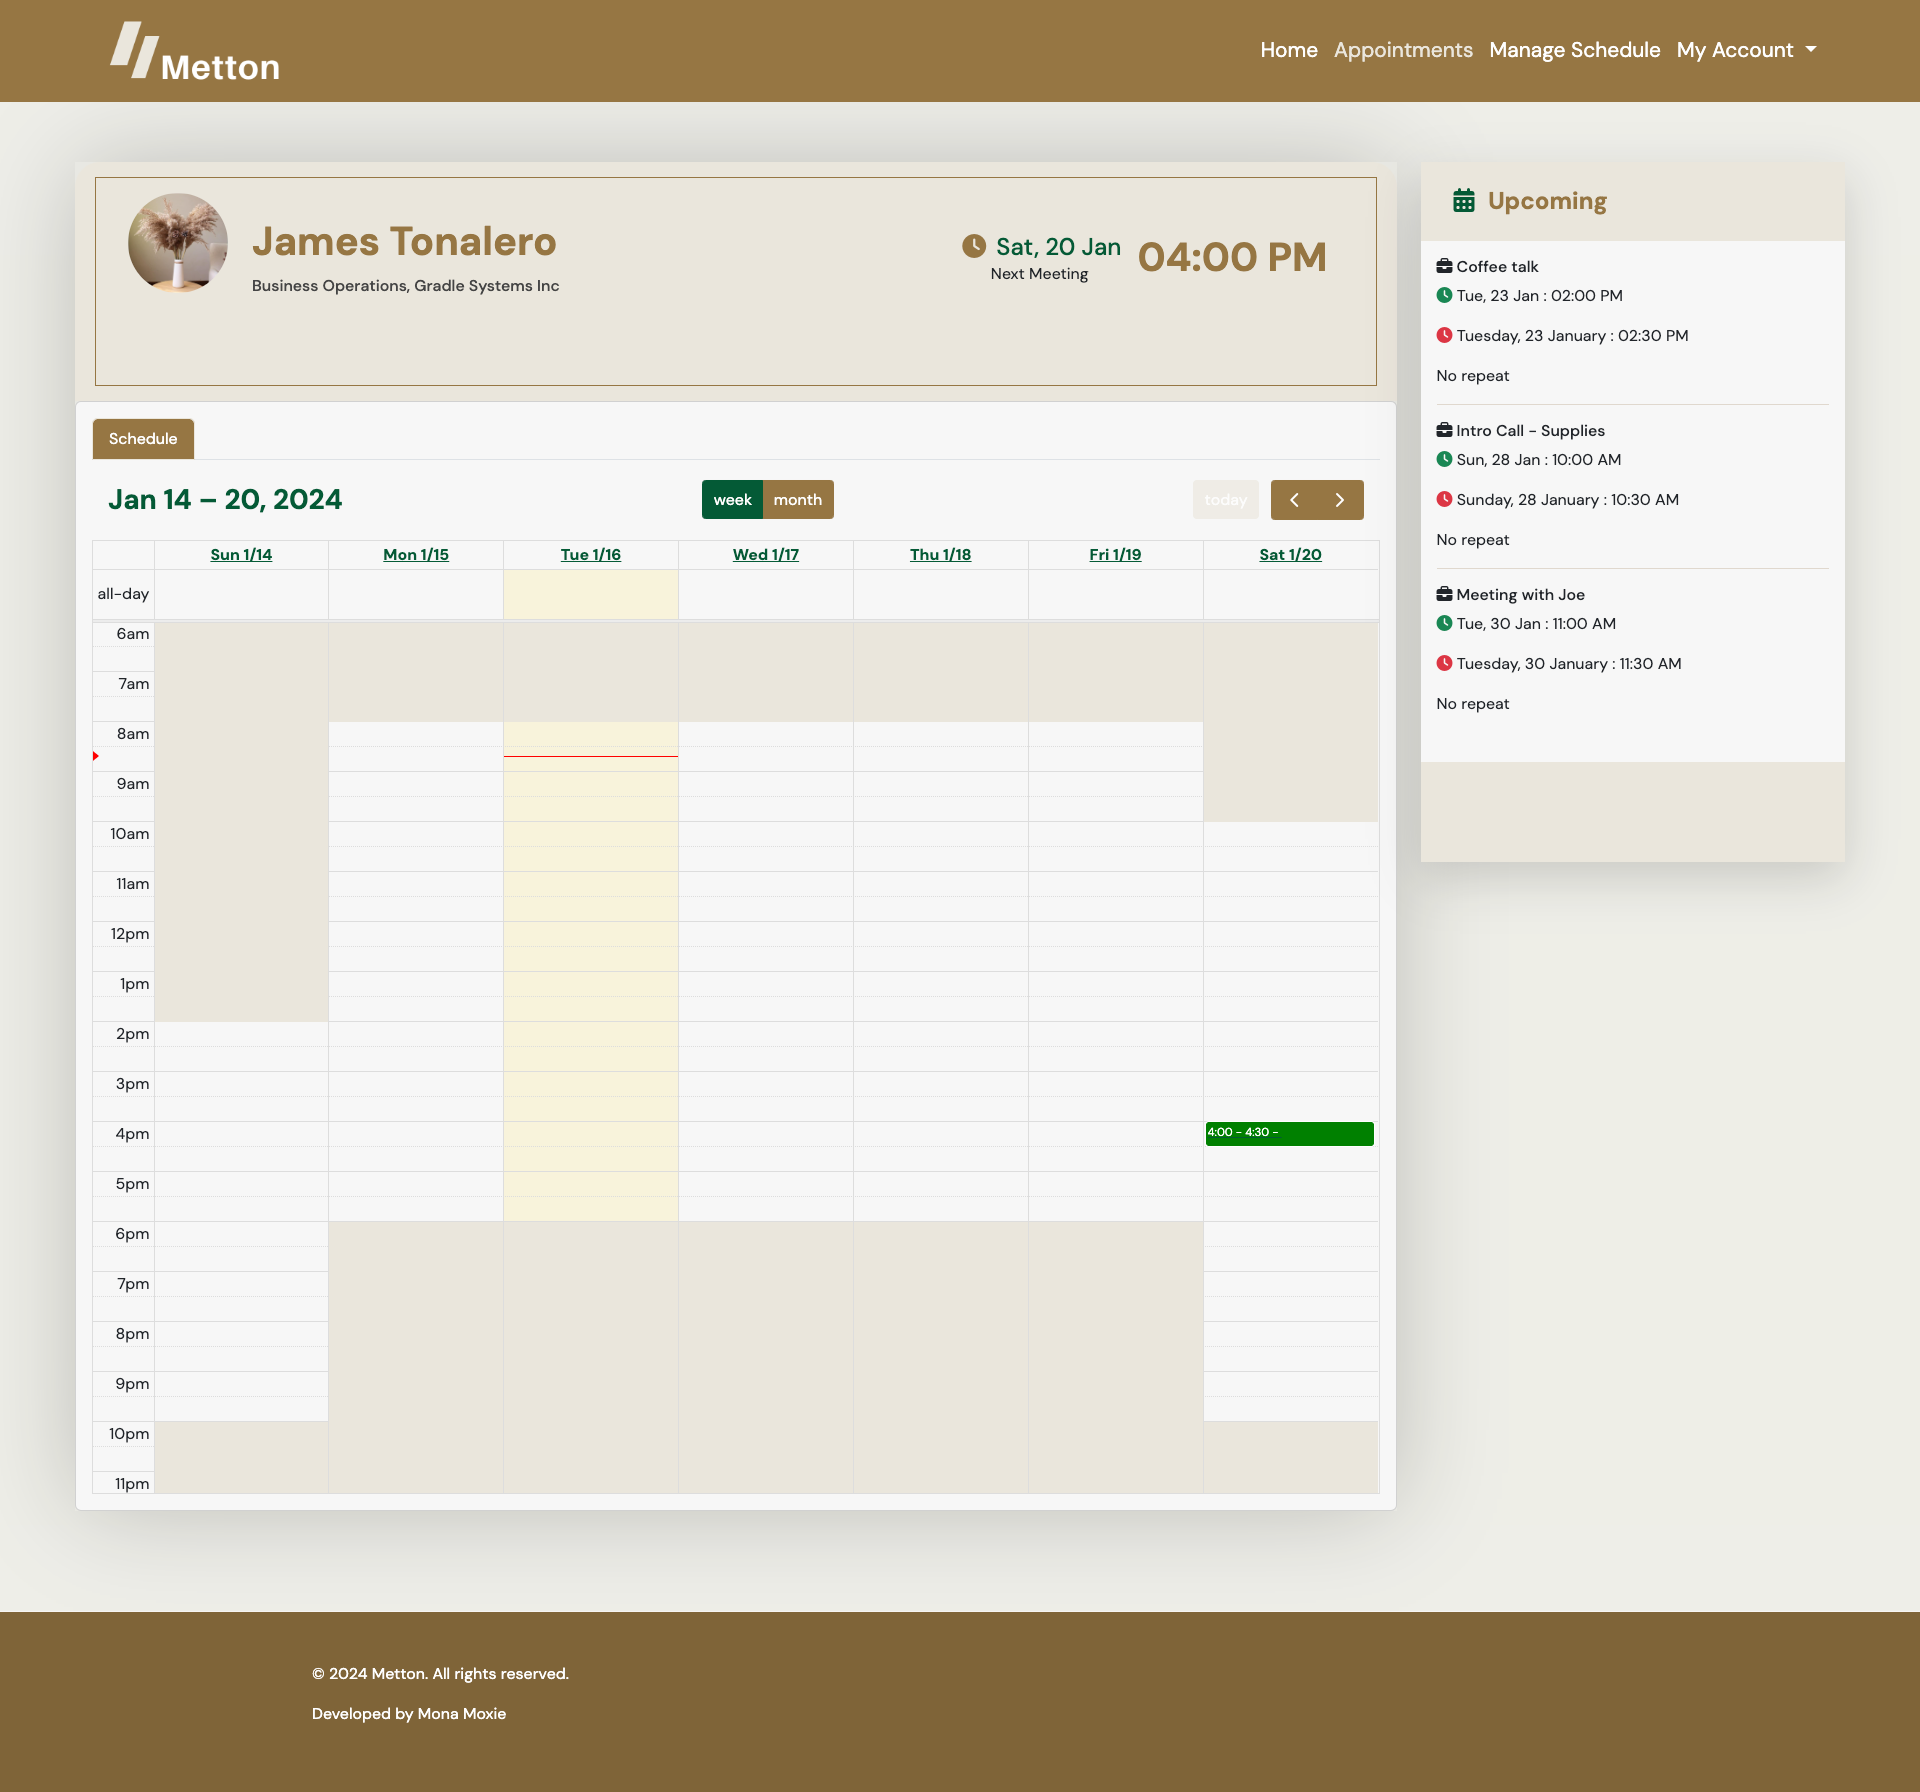 Metton
Home Appointments Manage Schedule My Account
James Tonalero
Business Operations, Gradle Systems Inc
Sat, 20 Jan
Next Meeting
04:00 PM
Schedule
Jan 14 – 20, 2024
week month
today
Sun 1/14 Mon 1/15 Tue 1/16 Wed 1/17 Thu 1/18 Fri 1/19 Sat 1/20
all-day
6am
7am
8am
9am
10am
11am
12pm
1pm
2pm
3pm
4pm
4:00 - 4:30 -
5pm
6pm
7pm
8pm
9pm
10pm
11pm
Upcoming
Coffee talk
Tue, 23 Jan : 02:00 PM
Tuesday, 23 January : 02:30 PM
No repeat
Intro Call - Supplies
Sun, 28 Jan : 10:00 AM
Sunday, 28 January : 10:30 AM
No repeat
Meeting with Joe
Tue, 30 Jan : 11:00 AM
Tuesday, 30 January : 11:30 AM
No repeat
© 2024 Metton. All rights reserved.
Developed by Mona Moxie